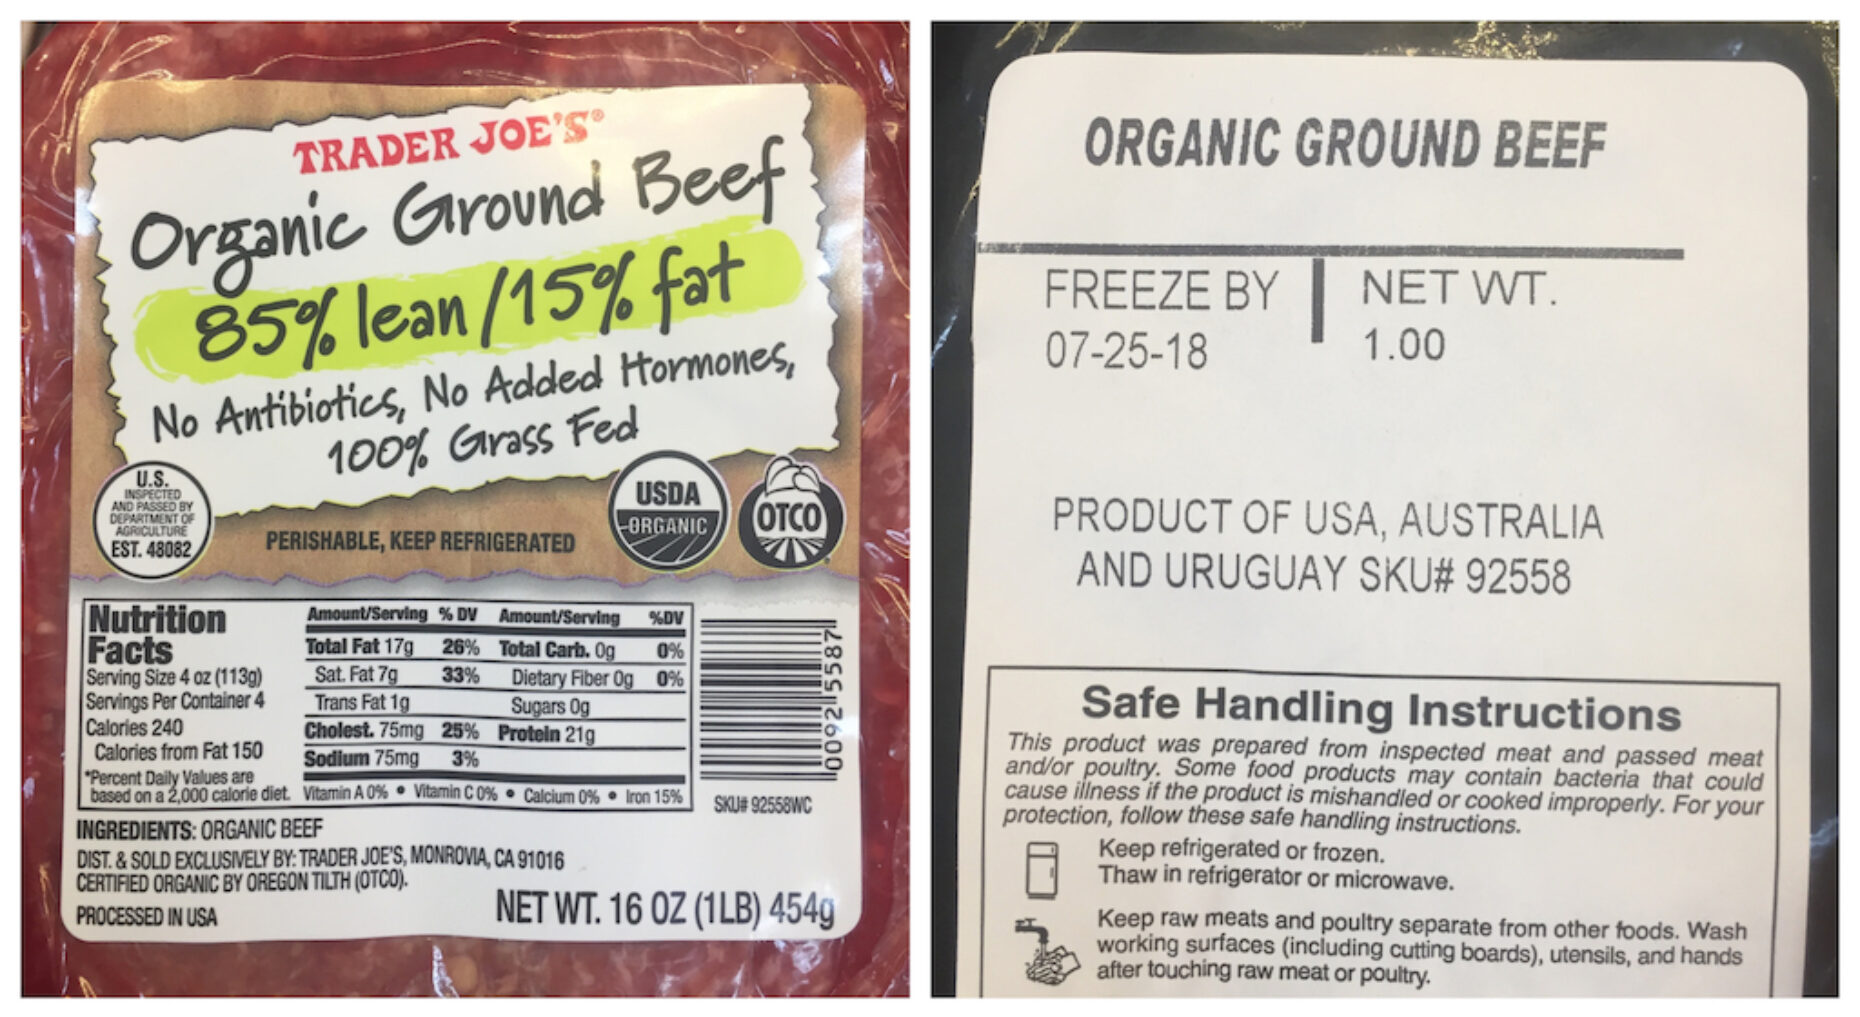 TRADER JOE'S®
Organic Ground Beef
85% lean/15% fat
No Antibiotics, No Added Hormones,
100% Grass Fed
U.S.
INSPECTED
AND PASSED BY
DEPARTMENT OF
AGRICULTURE
EST. 48082
PERISHABLE, KEEP REFRIGERATED
USDA
ORGANIC
OTCO
Nutrition
Facts
Serving Size 4 oz (113g)
Servings Per Container 4
Calories 240
Calories from Fat 150
*Percent Daily Values are
based on a 2,000 calorie diet.
Amount/Serving % DV Amount/Serving %DV
Total Fat 17g 26% Total Carb. 0g 0%
Sat. Fat 7g 33% Dietary Fiber 0g 0%
Trans Fat 1g Sugars 0g
Cholest. 75mg 25% Protein 21g
Sodium 75mg 3%
Vitamin A 0% • Vitamin C 0% • Calcium 0% • Iron 15%
00925587
SKU# 92558WC
INGREDIENTS: ORGANIC BEEF
DIST. & SOLD EXCLUSIVELY BY: TRADER JOE'S, MONROVIA, CA 91016
CERTIFIED ORGANIC BY OREGON TILTH (OTCO).
PROCESSED IN USA
NET WT. 16 OZ (1LB) 454g
ORGANIC GROUND BEEF
FREEZE BY
07-25-18
NET WT.
1.00
PRODUCT OF USA, AUSTRALIA
AND URUGUAY SKU# 92558
Safe Handling Instructions
This product was prepared from inspected meat and passed meat
and/or poultry. Some food products may contain bacteria that could
cause illness if the product is mishandled or cooked improperly. For your
protection, follow these safe handling instructions.
Keep refrigerated or frozen.
Thaw in refrigerator or microwave.
Keep raw meats and poultry separate from other foods. Wash
working surfaces (including cutting boards), utensils, and hands
after touching raw meat or poultry.